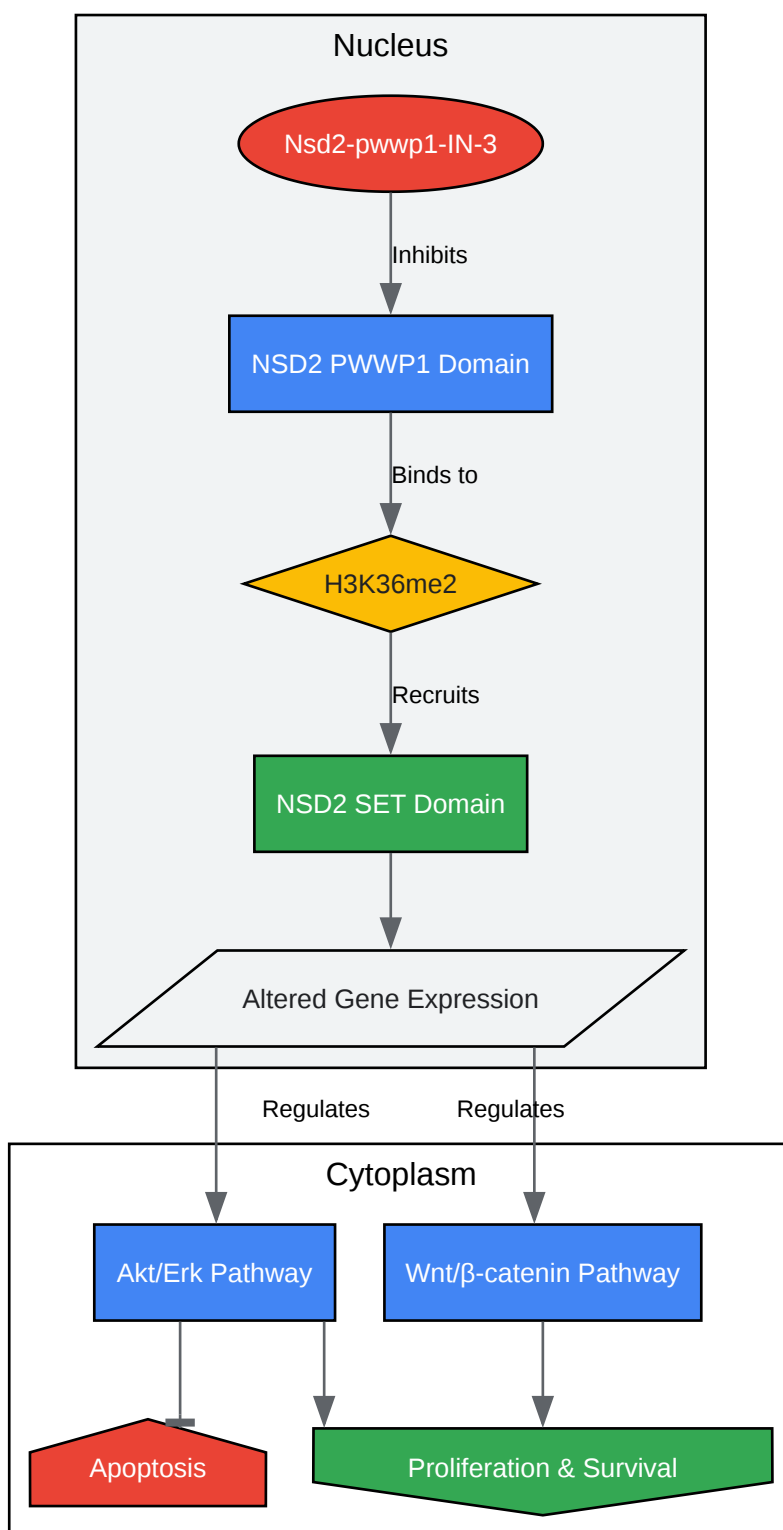 Nucleus
Nsd2-pwwp1-IN-3
Inhibits
NSD2 PWWP1 Domain
Binds to
H3K36me2
Recruits
NSD2 SET Domain
Altered Gene Expression
Regulates
Regulates
Cytoplasm
Akt/Erk Pathway
Wnt/β-catenin Pathway
Apoptosis
Proliferation & Survival